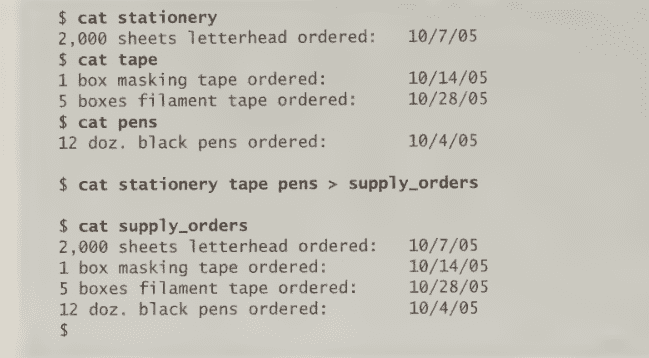 $ cat stationery
2,000 sheets letterhead ordered:   10/7/05
$ cat tape
1 box masking tape ordered:        10/14/05
5 boxes filament tape ordered:     10/28/05
$ cat pens
12 doz. black pens ordered:        10/4/05
$ cat stationery tape pens > supply_orders
$ cat supply_orders
2,000 sheets letterhead ordered:   10/7/05
1 box masking tape ordered:        10/14/05
5 boxes filament tape ordered:     10/28/05
12 doz. black pens ordered:        10/4/05
$